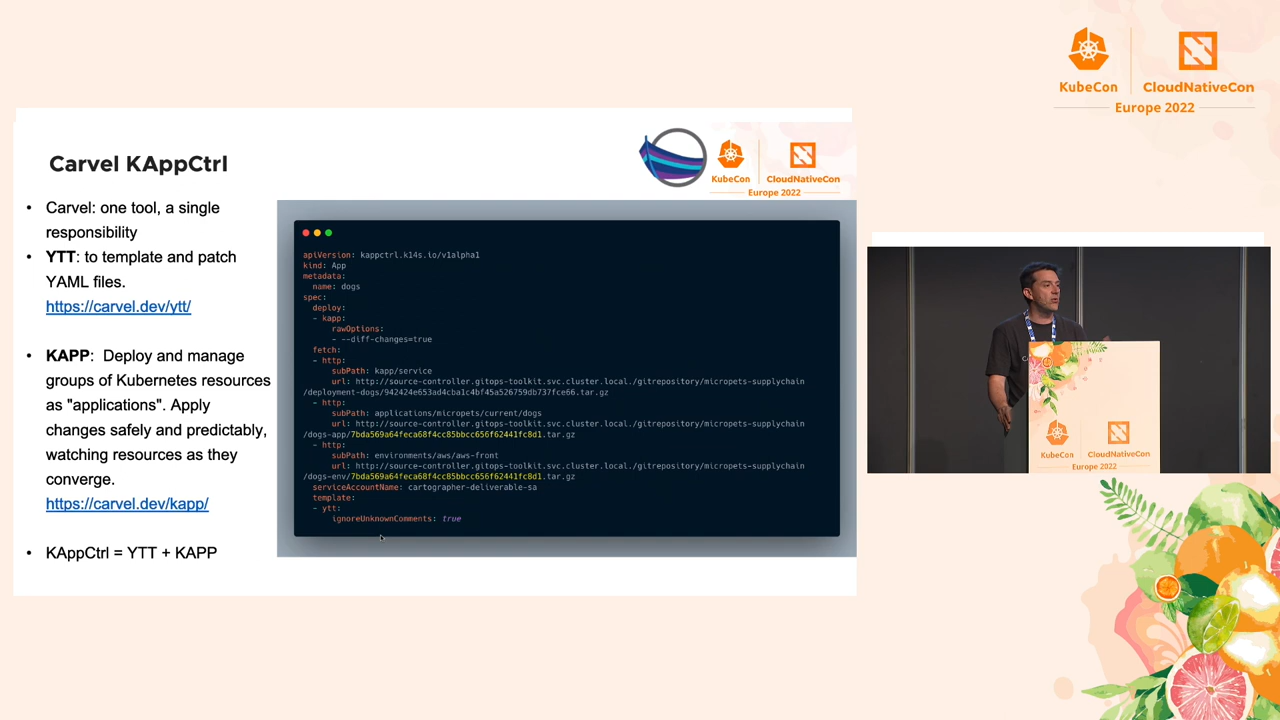 KubeCon
CloudNativeCon
Europe 2022
Carvel KAppCtrl
KubeCon
CloudNativeCon
Europe 2022
• Carvel: one tool, a single
responsibility
• YTT: to template and patch
YAML files.
https://carvel.dev/ytt/
• KAPP: Deploy and manage
groups of Kubernetes resources
as "applications". Apply
changes safely and predictably,
watching resources as they
converge.
https://carvel.dev/kapp/
• KAppCtrl = YTT + KAPP
apiVersion: kappctrl.k14s.io/v1alpha1
kind: App
metadata:
name: dogs
spec:
deploy:
- kapp:
rawOptions:
- --diff-changes=true
fetch:
- http:
subPath: kapp/service
url: http://source-controller.gitops-toolkit.svc.cluster.local./gitrepository/micropets-supplychain
/deployment-dogs/942424e653ad4cba1c4bf45a526759db737fce66.tar.gz
- http:
subPath: applications/micropets/current/dogs
url: http://source-controller.gitops-toolkit.svc.cluster.local./gitrepository/micropets-supplychain
/dogs-app/7bda569a64feca68f4cc85bbcc656f62441fc8d1.tar.gz
- http:
subPath: environments/aws/aws-front
url: http://source-controller.gitops-toolkit.svc.cluster.local./gitrepository/micropets-supplychain
/dogs-env/7bda569a64feca68f4cc85bbcc656f62441fc8d1.tar.gz
serviceAccountName: cartographer-deliverable-sa
template:
- ytt:
ignoreUnknownComments: true
KubeCon
CloudNativeCon
Europe 2022